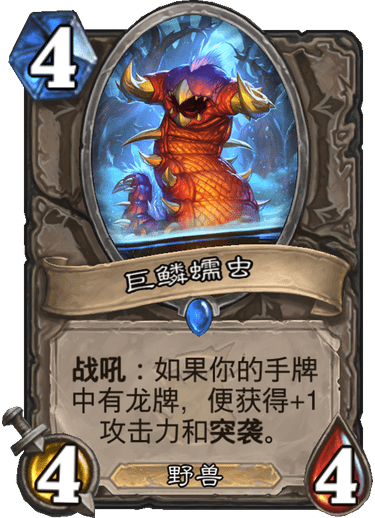 4
巨鳞蠕虫
战吼：如果你的手牌
中有龙牌，便获得+1
攻击力和突袭。
野兽
4
4